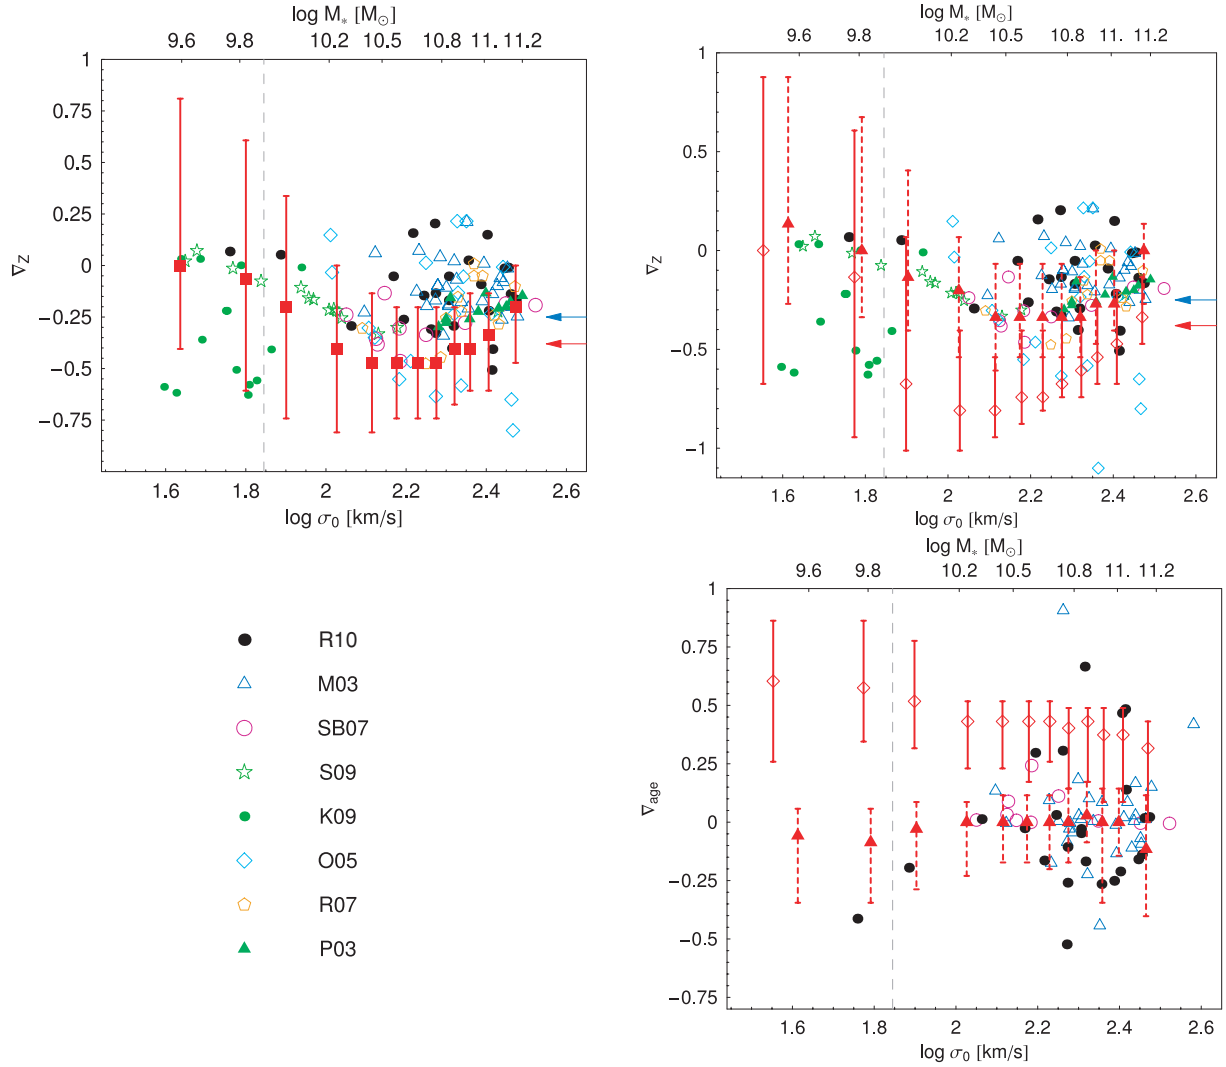 log M* [M⊙]
9.6 9.8 10.2 10.5 10.8 11. 11.2
1
0.75
0.5
0.25
0
−0.25
−0.5
−0.75
∇Z
1.6 1.8 2 2.2 2.4 2.6
log σ0 [km/s]
log M* [M⊙]
9.6 9.8 10.2 10.5 10.8 11. 11.2
1
0.5
0
−0.5
−1
∇Z
1.6 1.8 2 2.2 2.4 2.6
log σ0 [km/s]
R10
M03
SB07
S09
K09
O05
R07
P03
log M* [M⊙]
9.6 9.8 10.2 10.5 10.8 11. 11.2
1
0.75
0.5
0.25
0
−0.25
−0.5
−0.75
∇age
1.6 1.8 2 2.2 2.4 2.6
log σ0 [km/s]